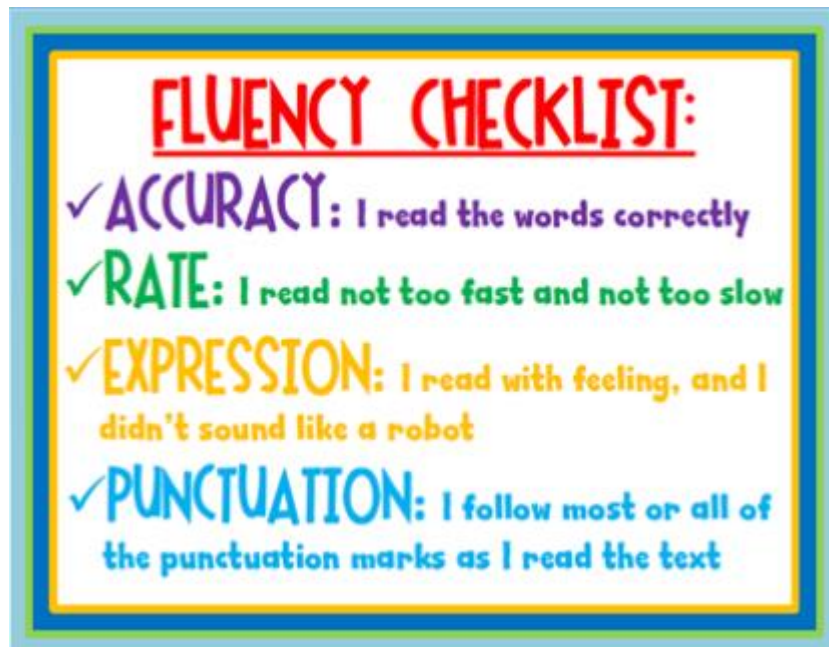 FLUENCY CHECKLIST:
✓ACCURACY: I read the words correctly
✓RATE: I read not too fast and not too slow
✓EXPRESSION: I read with feeling, and I
didn't sound like a robot
✓PUNCTUATION: I follow most or all of
the punctuation marks as I read the text